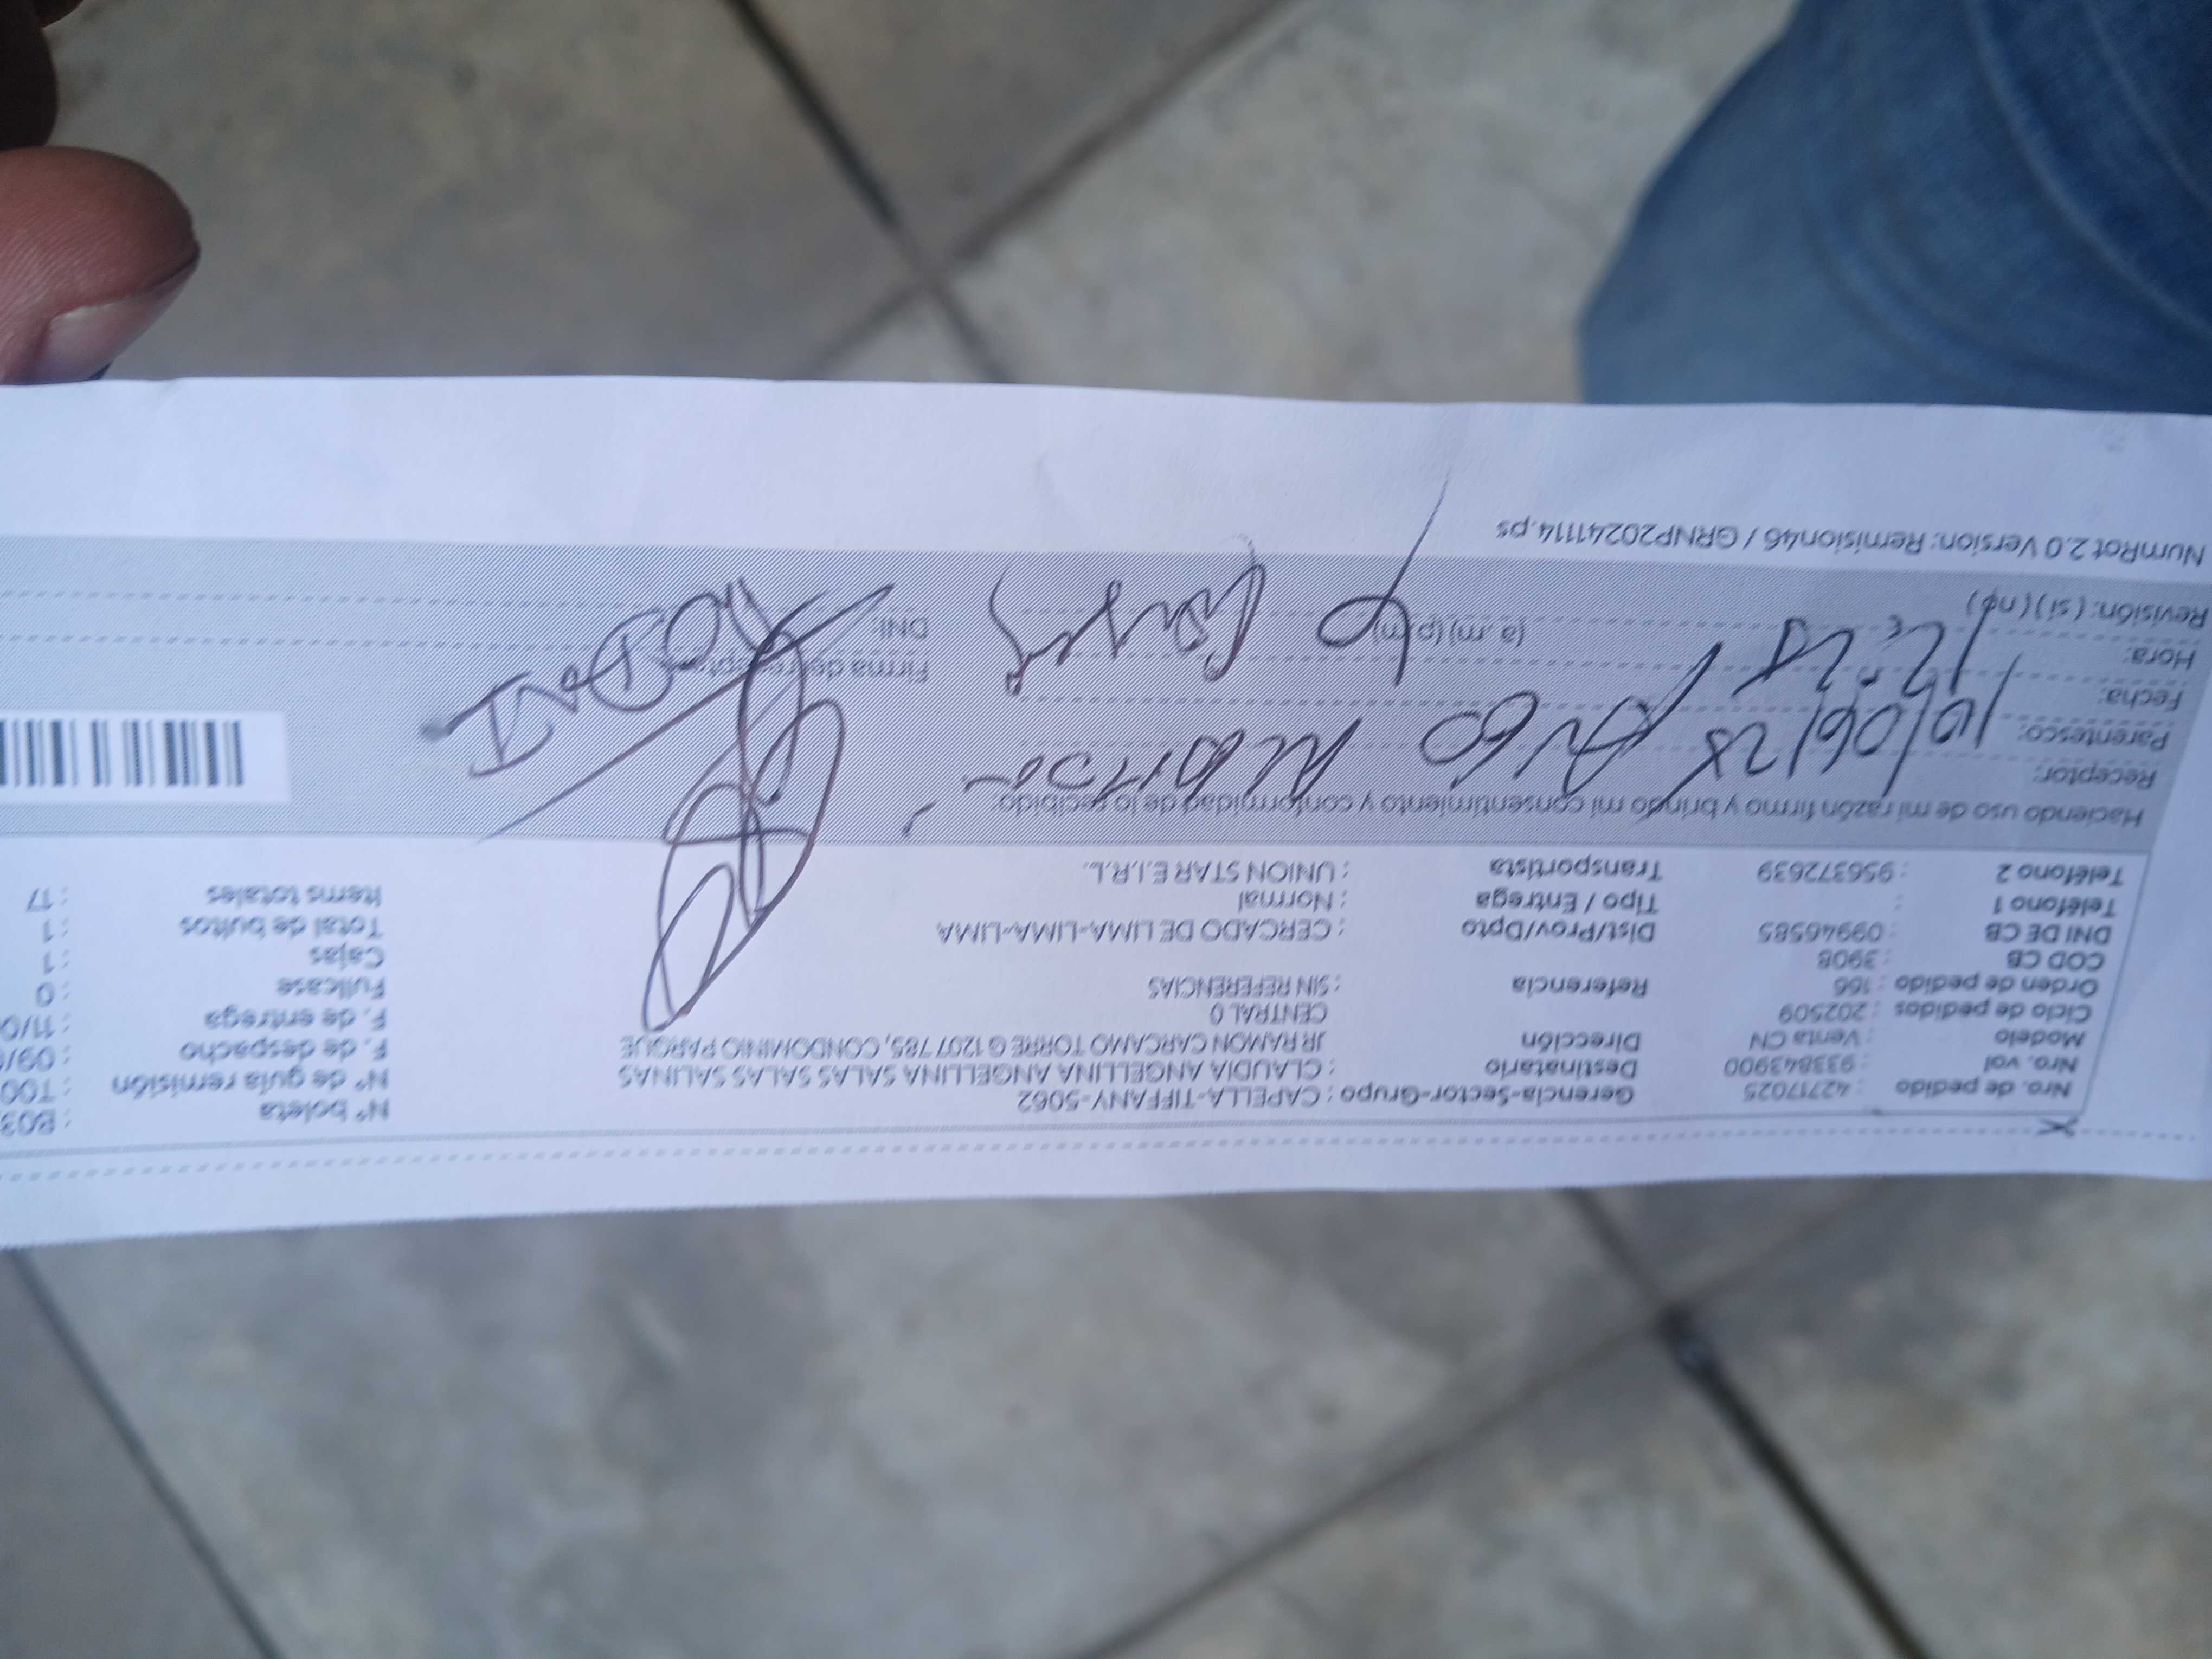 Nro. de pedido : 42717025 Gerencia-Sector-Grupo : CAPELLA-TIFFANY-5062 N° boleta : B03
Nro. vol : 933843900 Destinatario : CLAUDIA ANGELLINA ANGELLINA SALAS SALAS SALINAS N° de guía remisión : T00
Modelo : Venta CN Dirección JR RAMON CARCAMO TORRE G 1207 785, CONDOMINIO PARQUE F. de despacho : 09/
Ciclo de pedidos : 202509 CENTRAL 0 F. de entrega : 11/0
Orden de pedido : 166 Referencia : SIN REFERENCIAS Fullcase : 0
COD CB : 3908 Cajas : 1
DNI DE CB : 09946585 Dist/Prov/Dpto : CERCADO DE LIMA-LIMA-LIMA Total de bultos : 1
Teléfono 1 : Tipo / Entrega : Normal Items totales : 17
Teléfono 2 : 956372639 Transportista : UNION STAR E.I.R.L.
Haciendo uso de mi razón firmo y brindo mi consentimiento y conformidad de lo recibido:
Receptor:
Parentesco:
Fecha: 10/06/25
Hora: 12:28 (a.m) (p.m) Firma de receptor
Revisión: ( si ) ( no ) DNI:
NumRot 2.0 Version: Remision46 / GRNP20241114.ps